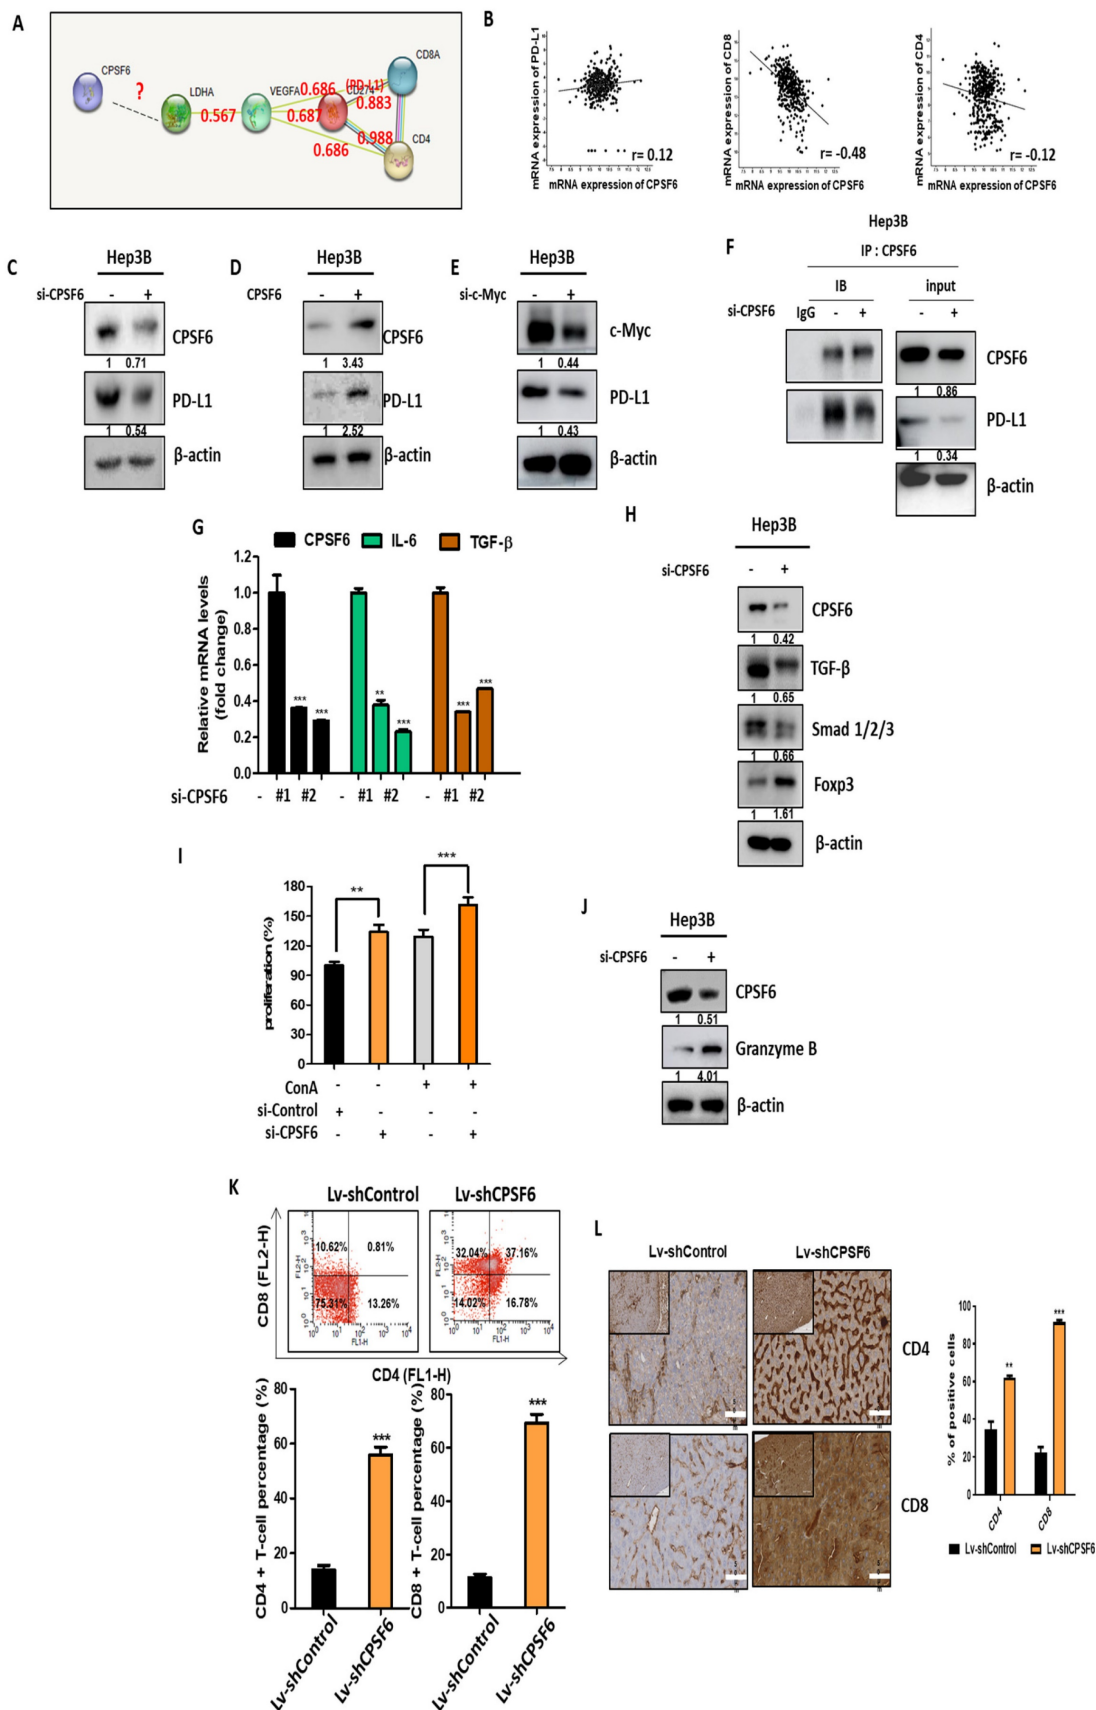 A
CPSF6
?
LDHA
0.567
VEGFA
0.686
(PD-L1)
CD274
CD8A
0.883
0.687
0.988
0.686
CD4
B
mRNA expression of PD-L1
r= 0.12
mRNA expression of CPSF6
mRNA expression of CD8
r= -0.48
mRNA expression of CPSF6
mRNA expression of CD4
r= -0.12
mRNA expression of CPSF6
C
Hep3B
si-CPSF6 - +
CPSF6
1 0.71
PD-L1
1 0.54
β-actin
D
Hep3B
CPSF6 - +
CPSF6
1 3.43
PD-L1
1 2.52
β-actin
E
Hep3B
si-c-Myc - +
c-Myc
1 0.44
PD-L1
1 0.43
β-actin
F
Hep3B
IP : CPSF6
IB input
si-CPSF6 IgG - + - +
CPSF6
1 0.86
PD-L1
1 0.34
β-actin
G
CPSF6 IL-6 TGF-β
Relative mRNA levels
(fold change)
1.2
1.0
0.8
0.6
0.4
0.2
0.0
*** *** ** *** *** ***
si-CPSF6 - #1 #2 - #1 #2 - #1 #2
H
Hep3B
si-CPSF6 - +
CPSF6
1 0.42
TGF-β
1 0.65
Smad 1/2/3
1 0.66
Foxp3
1 1.61
β-actin
I
proliferation (%)
180
150
120
90
60
30
0
** ***
ConA - - + +
si-Control + - - -
si-CPSF6 - + - +
J
Hep3B
si-CPSF6 - +
CPSF6
1 0.51
Granzyme B
1 4.01
β-actin
K
Lv-shControl Lv-shCPSF6
CD8 (FL2-H)
FL2-H
10.62% 0.81%
75.31% 13.26%
FL1-H
FL2-H
32.04% 37.16%
14.02% 16.78%
FL1-H
CD4 (FL1-H)
CD4 + T-cell percentage (%)
80
60
40
20
0
***
Lv-shControl
Lv-shCPSF6
CD8 + T-cell percentage (%)
80
60
40
20
0
***
Lv-shControl
Lv-shCPSF6
L
Lv-shControl Lv-shCPSF6
CD4
CD8
% of positive cells
100
80
60
40
20
0
** ***
CD4 CD8
Lv-shControl Lv-shCPSF6